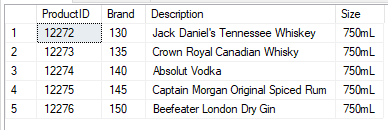 ProductID Brand Description Size
1 12272 130 Jack Daniel's Tennessee Whiskey 750mL
2 12273 135 Crown Royal Canadian Whisky 750mL
3 12274 140 Absolut Vodka 750mL
4 12275 145 Captain Morgan Original Spiced Rum 750mL
5 12276 150 Beefeater London Dry Gin 750mL